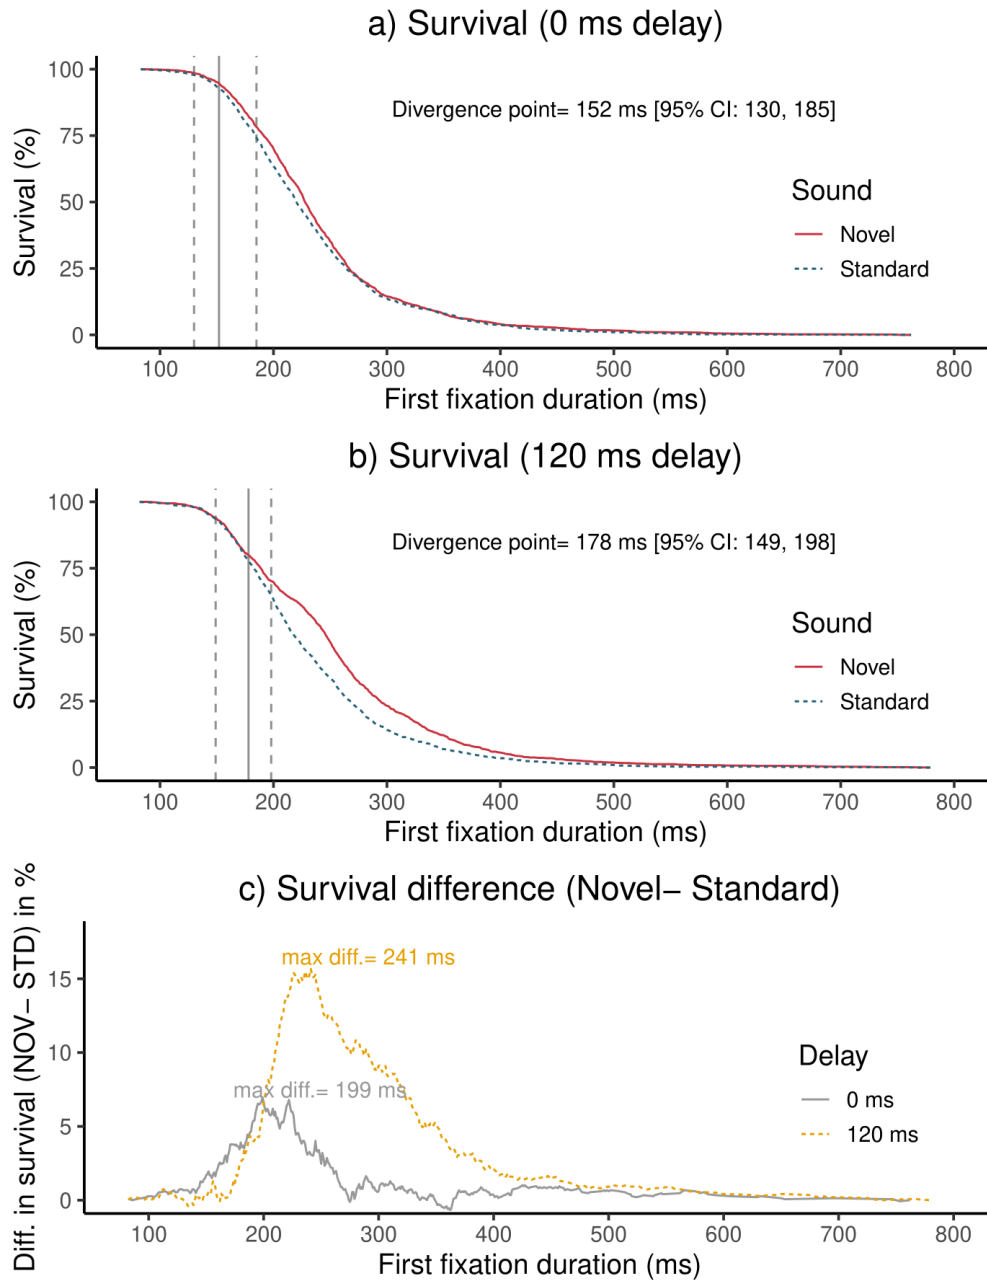 a) Survival (0 ms delay)
Survival (%)
100
75
50
25
0
Divergence point= 152 ms [95% CI: 130, 185]
Sound
Novel
Standard
100 200 300 400 500 600 700 800
First fixation duration (ms)
b) Survival (120 ms delay)
Survival (%)
100
75
50
25
0
Divergence point= 178 ms [95% CI: 149, 198]
Sound
Novel
Standard
100 200 300 400 500 600 700 800
First fixation duration (ms)
c) Survival difference (Novel− Standard)
Diff. in survival (NOV− STD) in %
15
10
5
0
max diff.= 241 ms
max diff.= 199 ms
Delay
0 ms
120 ms
100 200 300 400 500 600 700 800
First fixation duration (ms)